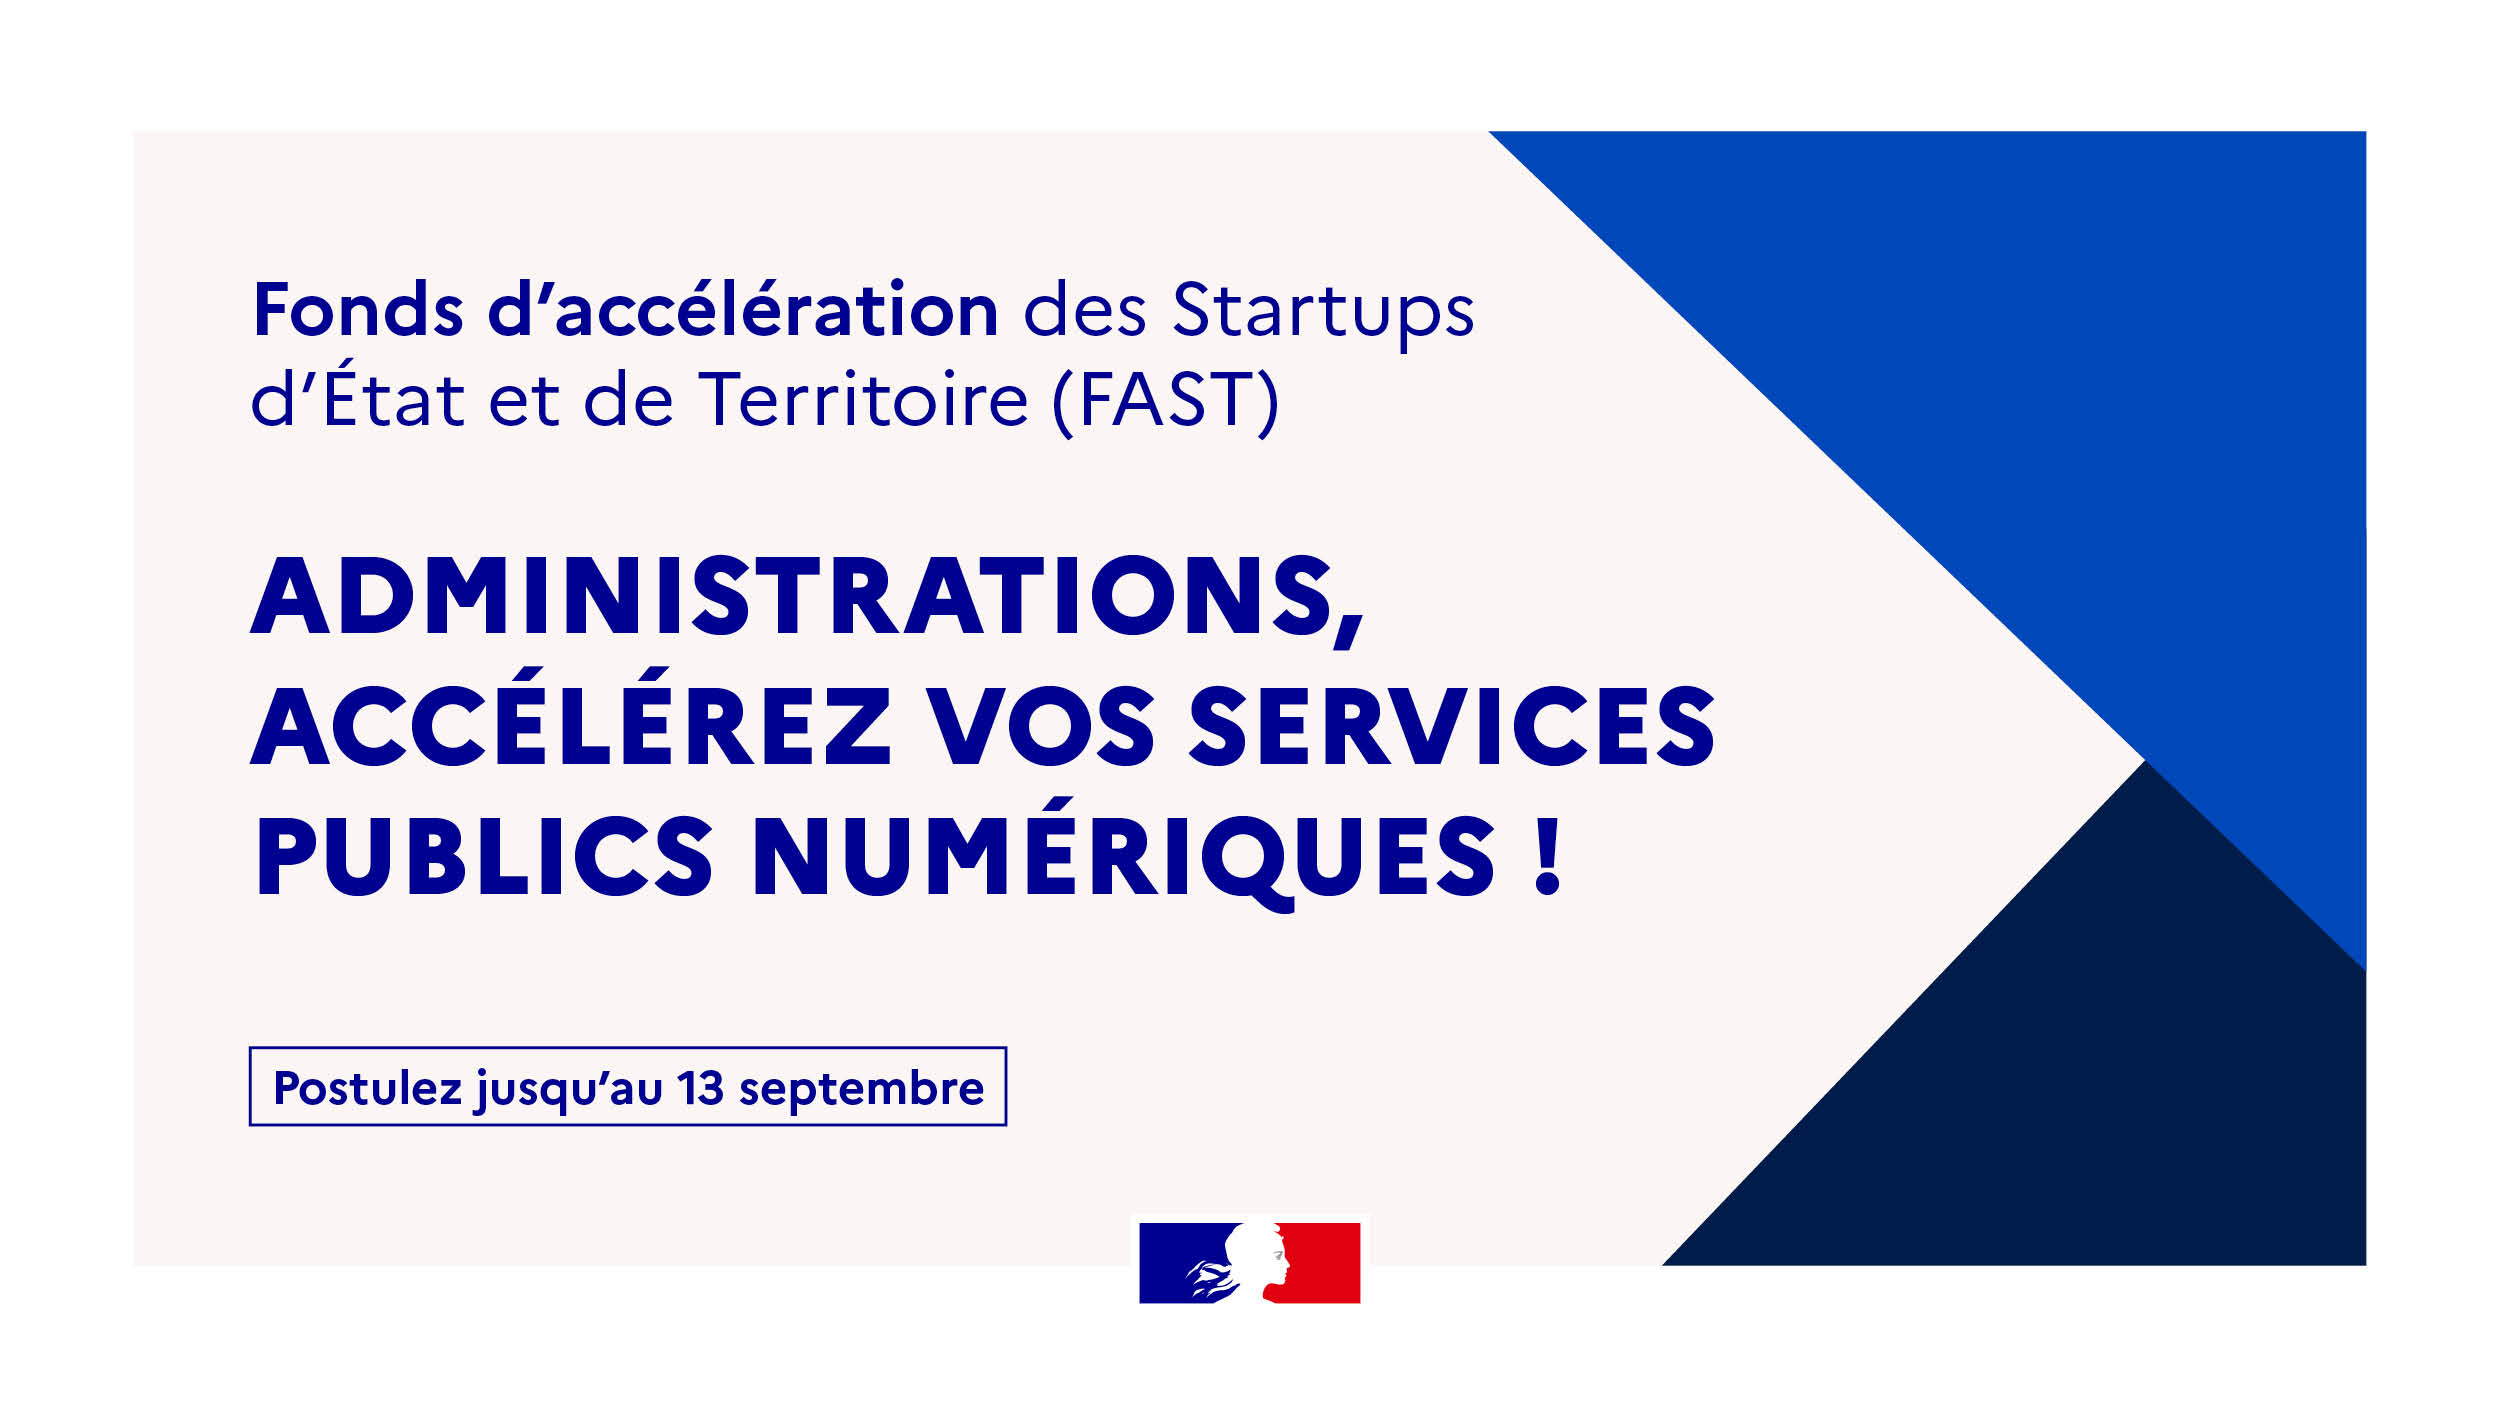 Fonds d’accélération des Startups
d’État et de Territoire (FAST)
ADMINISTRATIONS,
ACCÉLÉREZ VOS SERVICES
PUBLICS NUMÉRIQUES !
Postulez jusqu’au 13 septembre